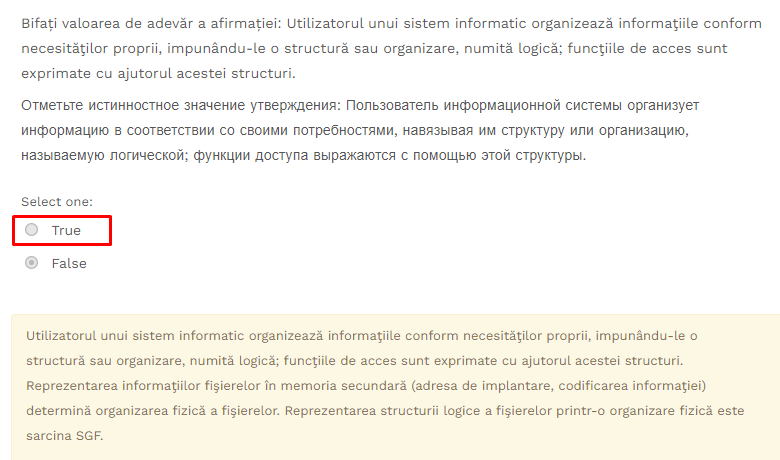 Bifați valoarea de adevăr a afirmației: Utilizatorul unui sistem informatic organizează informaţiile conform
necesităţilor proprii, impunându-le o structură sau organizare, numită logică; funcţiile de acces sunt
exprimate cu ajutorul acestei structuri.
Отметьте истинностное значение утверждения: Пользователь информационной системы организует
информацию в соответствии со своими потребностями, навязывая им структуру или организацию,
называемую логической; функции доступа выражаются с помощью этой структуры.
Select one:
True
False
Utilizatorul unui sistem informatic organizează informaţiile conform necesităţilor proprii, impunându-le o
structură sau organizare, numită logică; funcţiile de acces sunt exprimate cu ajutorul acestei structuri.
Reprezentarea informaţiilor fişierelor în memoria secundară (adresa de implantare, codificarea informaţiei)
determină organizarea fizică a fişierelor. Reprezentarea structurii logice a fişierelor printr-o organizare fizică este
sarcina SGF.